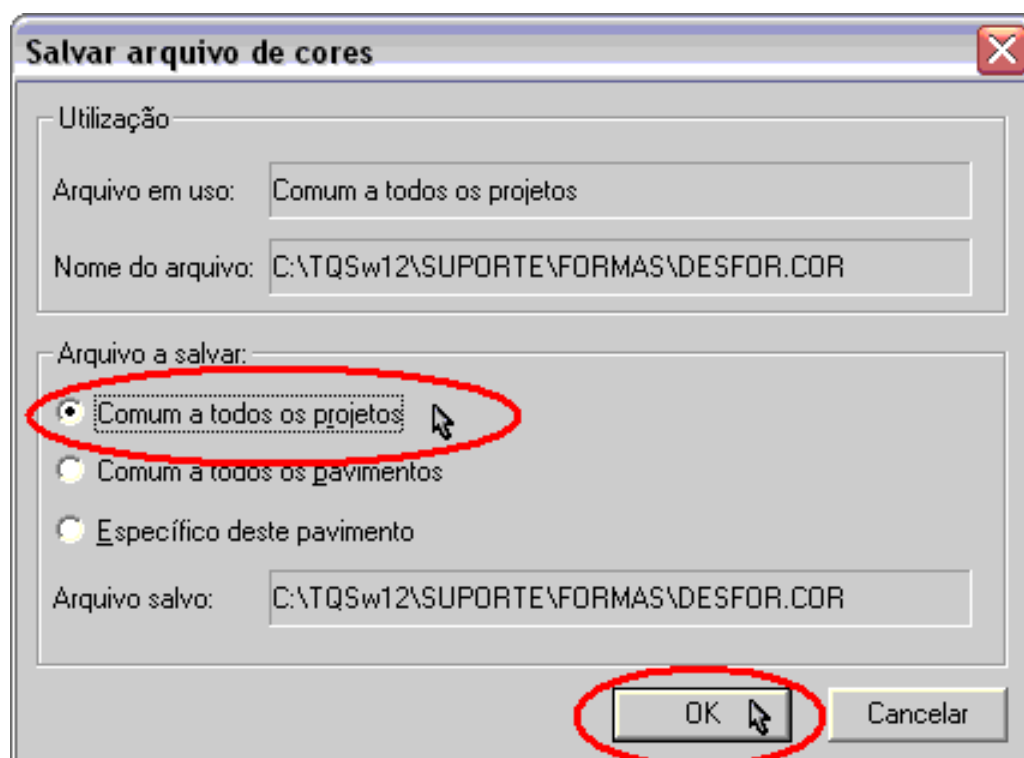 Salvar arquivo de cores
Utilização
Arquivo em uso: Comum a todos os projetos
Nome do arquivo: C:\TQSw12\SUPORTE\FORMAS\DESFOR.COR
Arquivo a salvar:
Comum a todos os projetos
Comum a todos os pavimentos
Específico deste pavimento
Arquivo salvo: C:\TQSw12\SUPORTE\FORMAS\DESFOR.COR
OK Cancelar